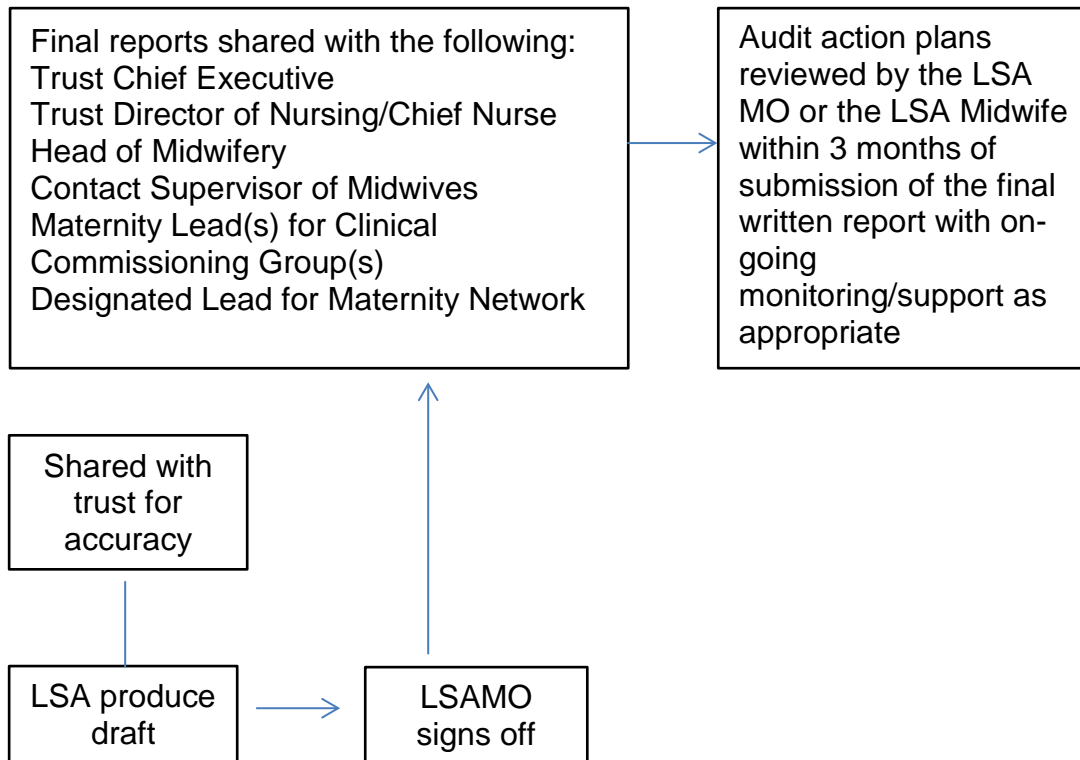 Final reports shared with the following:
Trust Chief Executive
Trust Director of Nursing/Chief Nurse
Head of Midwifery
Contact Supervisor of Midwives
Maternity Lead(s) for Clinical
Commissioning Group(s)
Designated Lead for Maternity Network
Audit action plans
reviewed by the LSA
MO or the LSA Midwife
within 3 months of
submission of the final
written report with on-
going
monitoring/support as
appropriate
Shared with
trust for
accuracy
LSA produce
draft
LSAMO
signs off